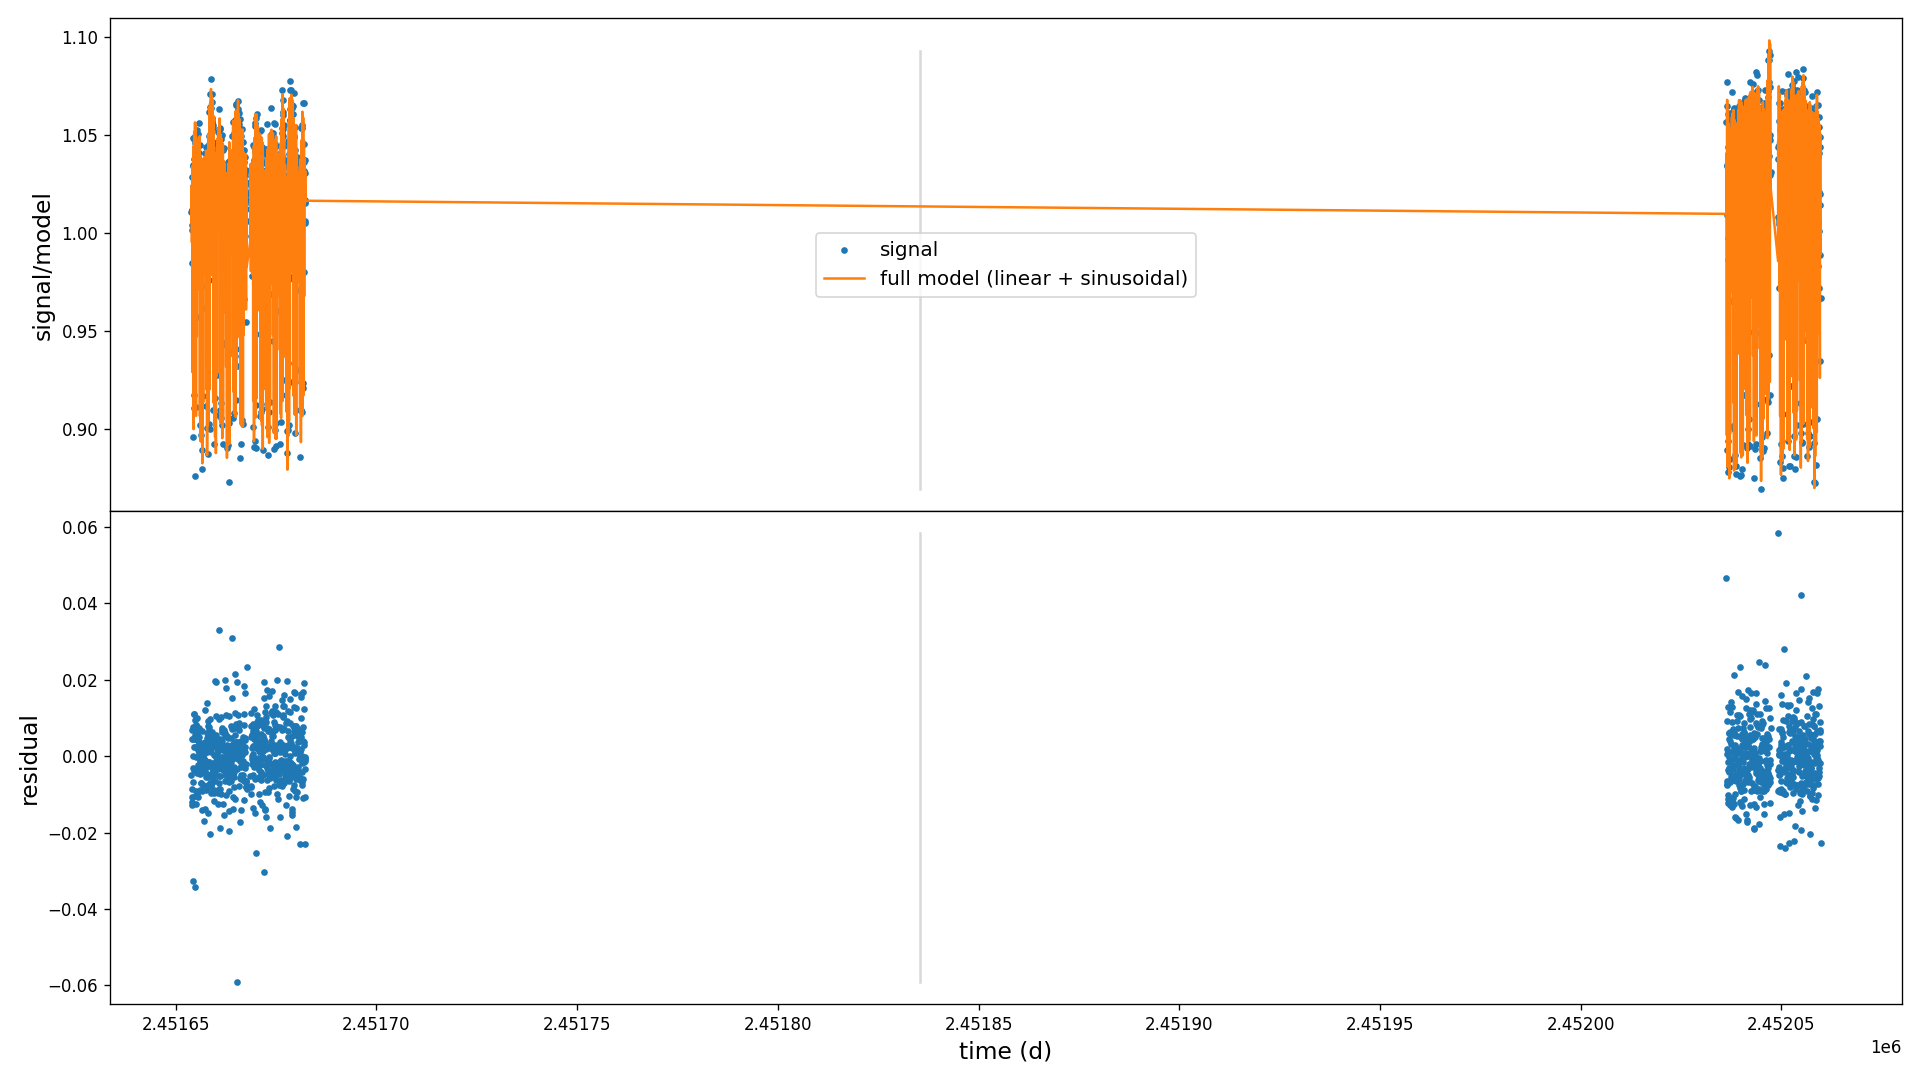 1.10
1.05
1.00
0.95
0.90
signal/model
signal
full model (linear + sinusoidal)
0.06
0.04
0.02
0.00
−0.02
−0.04
−0.06
residual
2.45165 2.45170 2.45175 2.45180 2.45185 2.45190 2.45195 2.45200 2.45205
1e6
time (d)